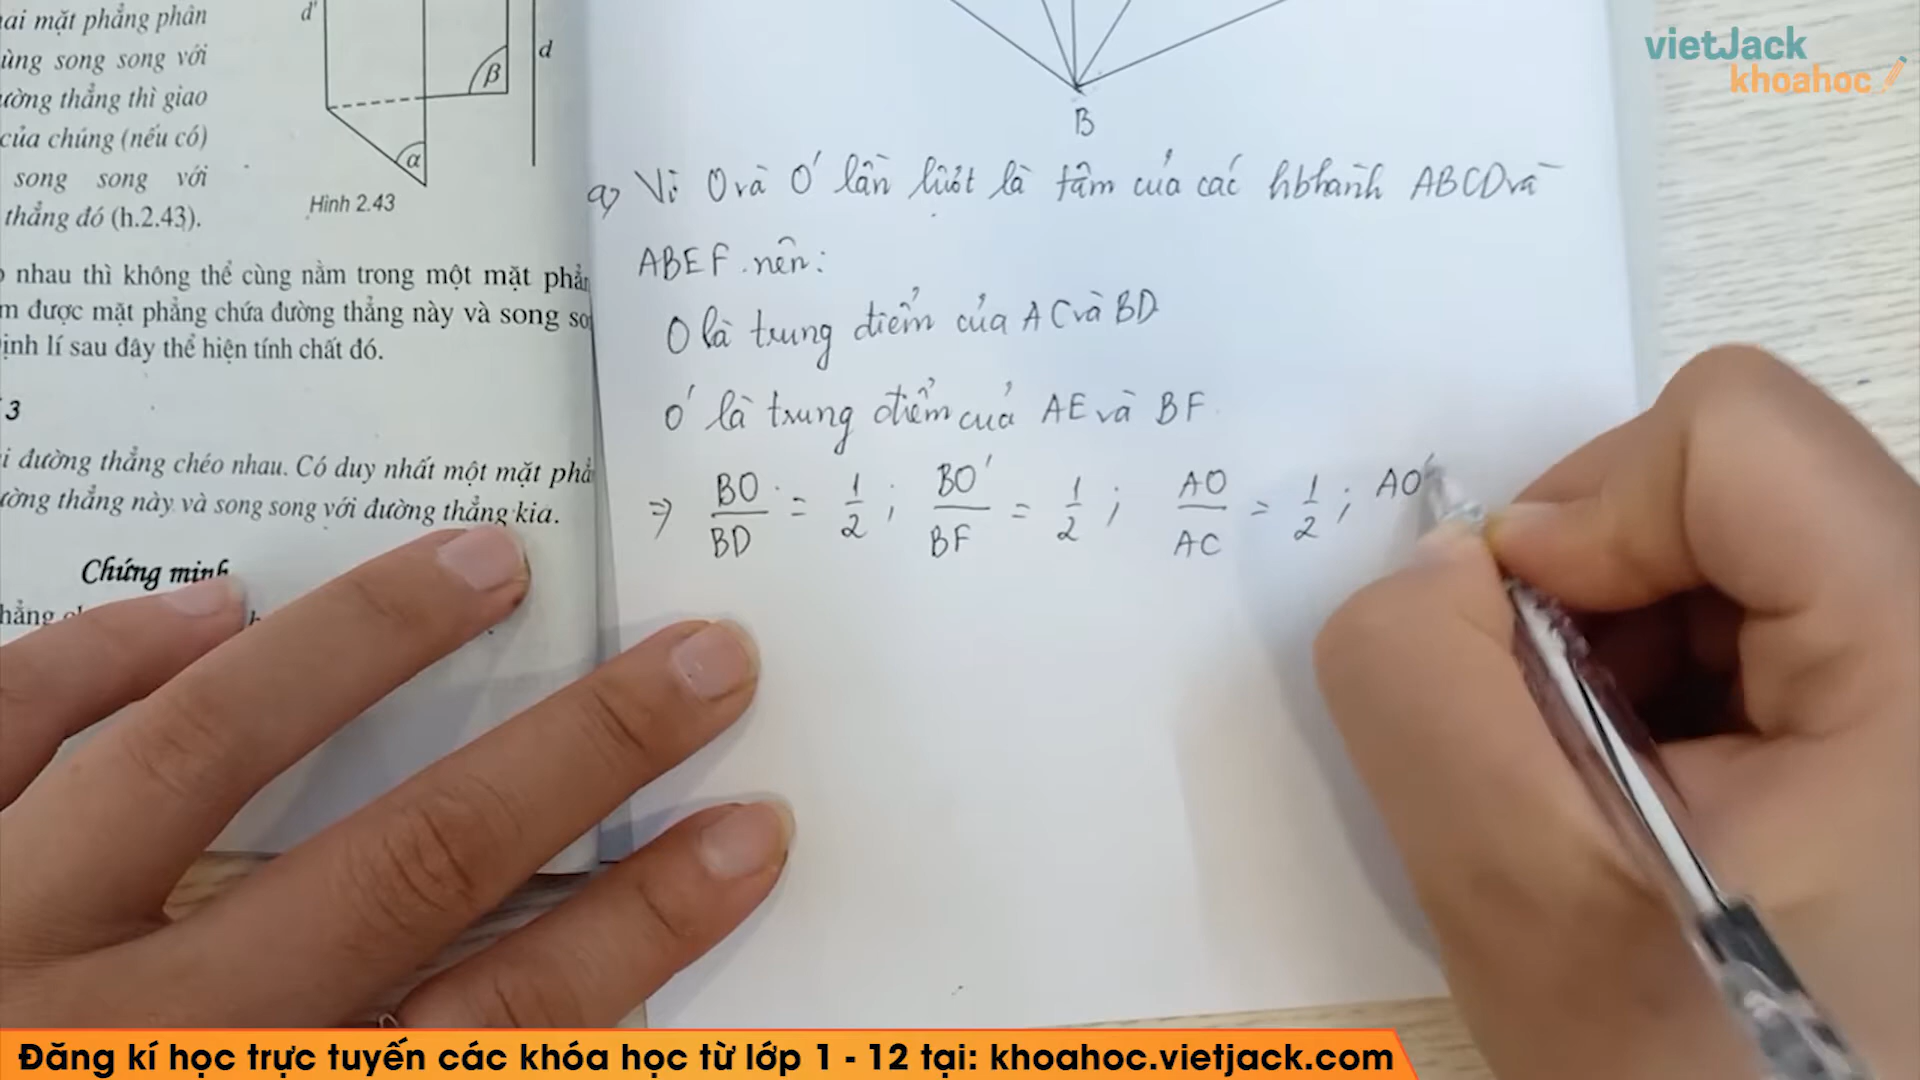 hai mặt phẳng phân
cùng song song với
đường thẳng thì giao
của chúng (nếu có)
song song với
thẳng đó (h.2.43).
d'
d
β
α
Hình 2.43
nhau thì không thể cùng nằm trong một mặt phẳn
m được mặt phẳng chứa đường thẳng này và song so
ịnh lí sau đây thể hiện tính chất đó.
3
i đường thẳng chéo nhau. Có duy nhất một mặt phẳ
ường thẳng này và song song với đường thẳng kia.
Chứng minh
hẳng
B
a) Vì O và O' lần lượt là tâm của các hbhành ABCD và
ABEF nên:
O là trung điểm của AC và BD
O' là trung điểm của AE và BF
⇒ BO/BD = 1/2 ; BO'/BF = 1/2 ; AO/AC = 1/2 ; AO'
vietJack
khoahoc
Đăng kí học trực tuyến các khóa học từ lớp 1 - 12 tại: khoahoc.vietjack.com